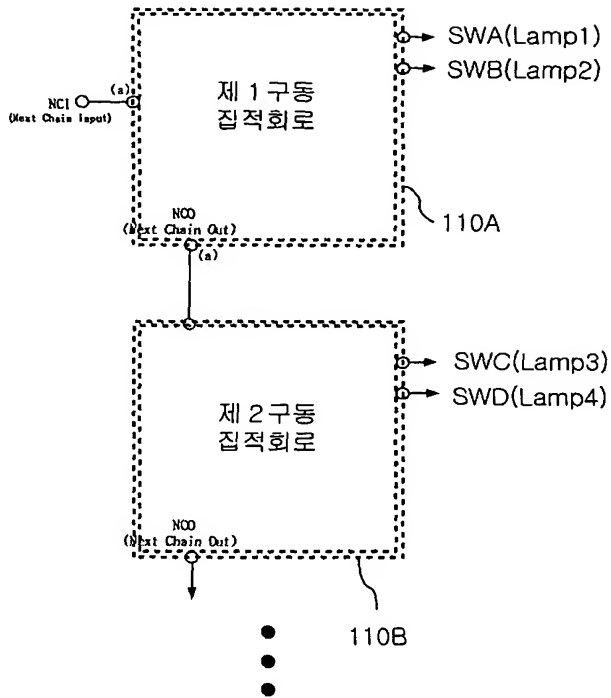 SWA(Lamp1)
SWB(Lamp2)
제 1 구동
집적회로
(a)
NCI
(Next Chain Input)
NCO
(Next Chain Out)
(a)
110A
SWC(Lamp3)
SWD(Lamp4)
제 2 구동
집적회로
NCO
(Next Chain Out)
110B